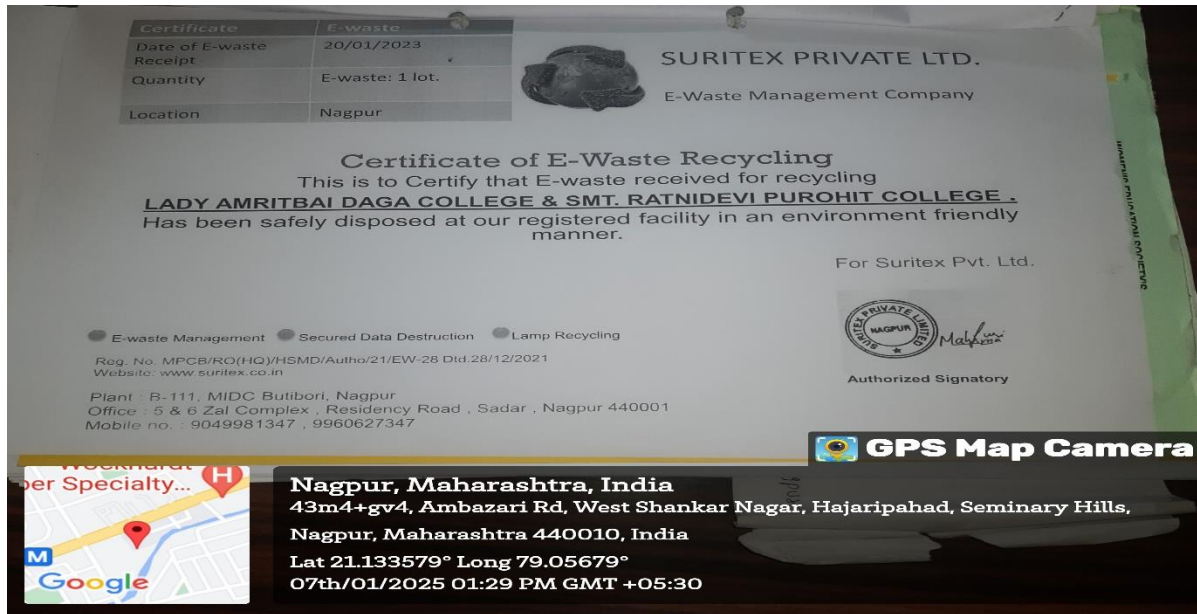 Certificate E-waste
Date of E-waste Receipt 20/01/2023
Quantity E-waste: 1 lot.
Location Nagpur
SURITEX PRIVATE LTD.
E-Waste Management Company
Certificate of E-Waste Recycling
This is to Certify that E-waste received for recycling
LADY AMRITBAI DAGA COLLEGE & SMT. RATNIDEVI PUROHIT COLLEGE .
Has been safely disposed at our registered facility in an environment friendly
manner.
For Suritex Pvt. Ltd.
SURITEX PRIVATE LIMITED
NAGPUR
Authorized Signatory
E-waste Management Secured Data Destruction Lamp Recycling
Reg. No. MPCB/RO(HQ)/HSMD/Autho/21/EW-28 Dtd.28/12/2021
Website: www suritex.co.in
Plant : B-111, MIDC Butibori, Nagpur
Office : 5 & 6 Zal Complex , Residency Road , Sadar , Nagpur 440001
Mobile no. : 9049981347 , 9960627347
GPS Map Camera
Specialty...
H
M
Google
Nagpur, Maharashtra, India
43m4+gv4, Ambazari Rd, West Shankar Nagar, Hajaripahad, Seminary Hills,
Nagpur, Maharashtra 440010, India
Lat 21.133579° Long 79.05679°
07th/01/2025 01:29 PM GMT +05:30